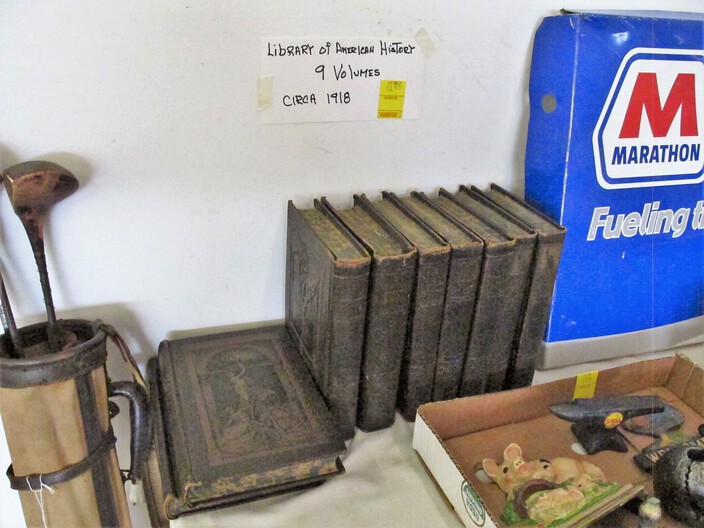 LIBRARY OF AMERICAN HISTORY
9 VOLUMES
CIRCA 1918
M
MARATHON
Fueling t